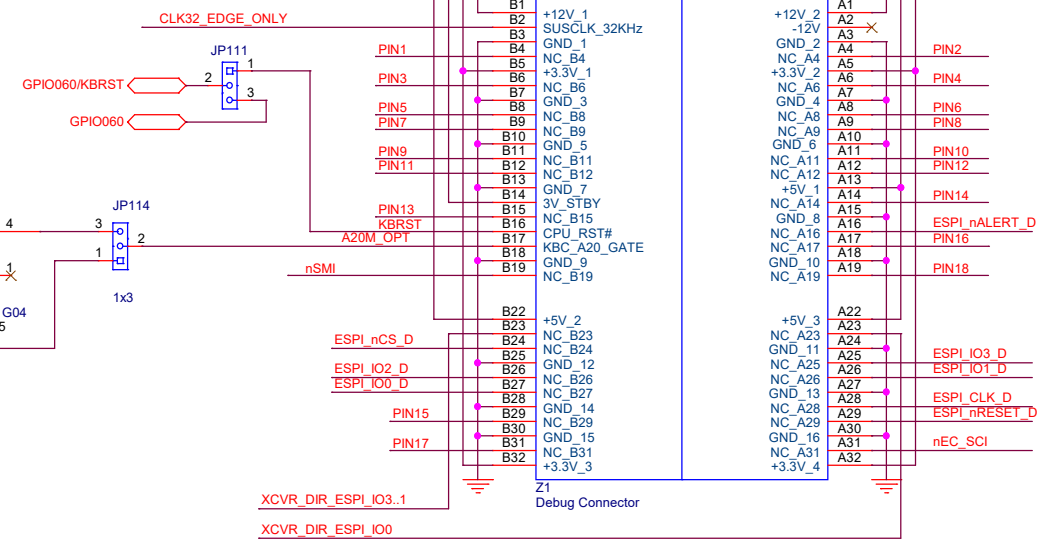 B1 +12V_1 +12V_2 A1
CLK32_EDGE_ONLY B2 SUSCLK_32KHz -12V A2
B3 GND_1 GND_2 A3
PIN1 B4 NC_B4 NC_A4 A4 PIN2
B5 +3.3V_1 +3.3V_2 A5
PIN3 B6 NC_B6 NC_A6 A6 PIN4
B7 GND_3 GND_4 A7
PIN5 B8 NC_B8 NC_A8 A8 PIN6
PIN7 B9 NC_B9 NC_A9 A9 PIN8
B10 GND_5 GND_6 A10
PIN9 B11 NC_B11 NC_A11 A11 PIN10
PIN11 B12 NC_B12 NC_A12 A12 PIN12
B13 GND_7 +5V_1 A13
B14 3V_STBY NC_A14 A14 PIN14
PIN13 B15 NC_B15 GND_8 A15
KBRST B16 CPU_RST# NC_A16 A16 ESPI_nALERT_D
A20M_OPT B17 KBC_A20_GATE NC_A17 A17 PIN16
B18 GND_9 GND_10 A18
nSMI B19 NC_B19 NC_A19 A19 PIN18
B22 +5V_2 +5V_3 A22
B23 NC_B23 NC_A23 A23
ESPI_nCS_D B24 NC_B24 GND_11 A24
B25 GND_12 NC_A25 A25 ESPI_IO3_D
ESPI_IO2_D B26 NC_B26 NC_A26 A26 ESPI_IO1_D
ESPI_IO0_D B27 NC_B27 GND_13 A27
B28 GND_14 NC_A28 A28 ESPI_CLK_D
PIN15 B29 NC_B29 NC_A29 A29 ESPI_nRESET_D
B30 GND_15 GND_16 A30
PIN17 B31 NC_B31 NC_A31 A31 nEC_SCI
B32 +3.3V_3 +3.3V_4 A32
Z1
Debug Connector
XCVR_DIR_ESPI_IO3..1
XCVR_DIR_ESPI_IO0
JP111
1
GPIO060/KBRST 2
3
GPIO060
JP114
4 3
2
1
1
1x3
G04
5